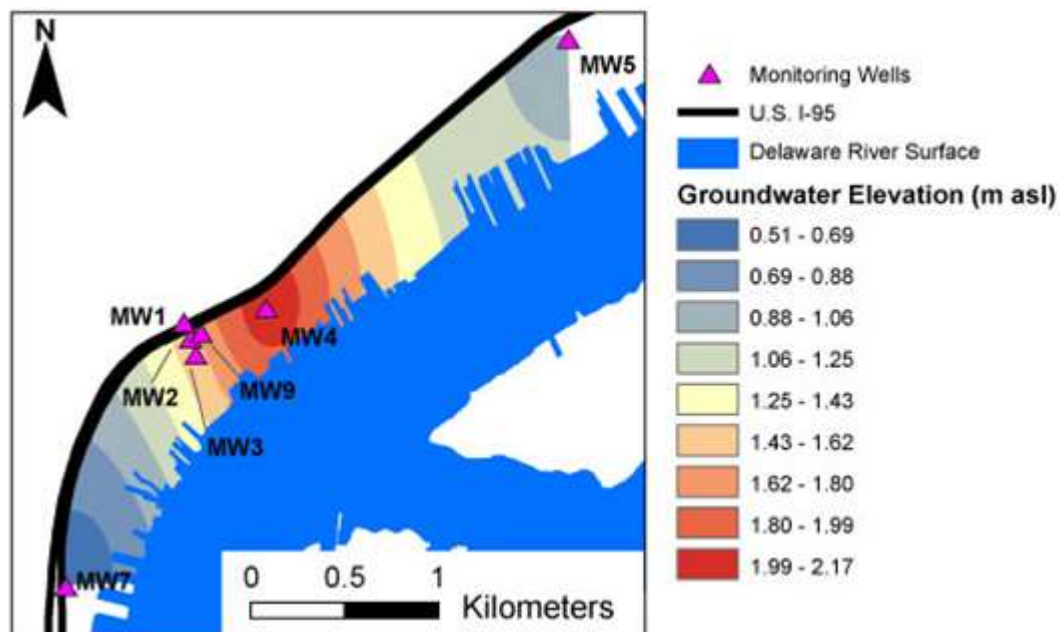 N
MW5
MW1
MW4
MW2
MW9
MW3
MW7
0 0.5 1
Kilometers
Monitoring Wells
U.S. I-95
Delaware River Surface
Groundwater Elevation (m asl)
0.51 - 0.69
0.69 - 0.88
0.88 - 1.06
1.06 - 1.25
1.25 - 1.43
1.43 - 1.62
1.62 - 1.80
1.80 - 1.99
1.99 - 2.17